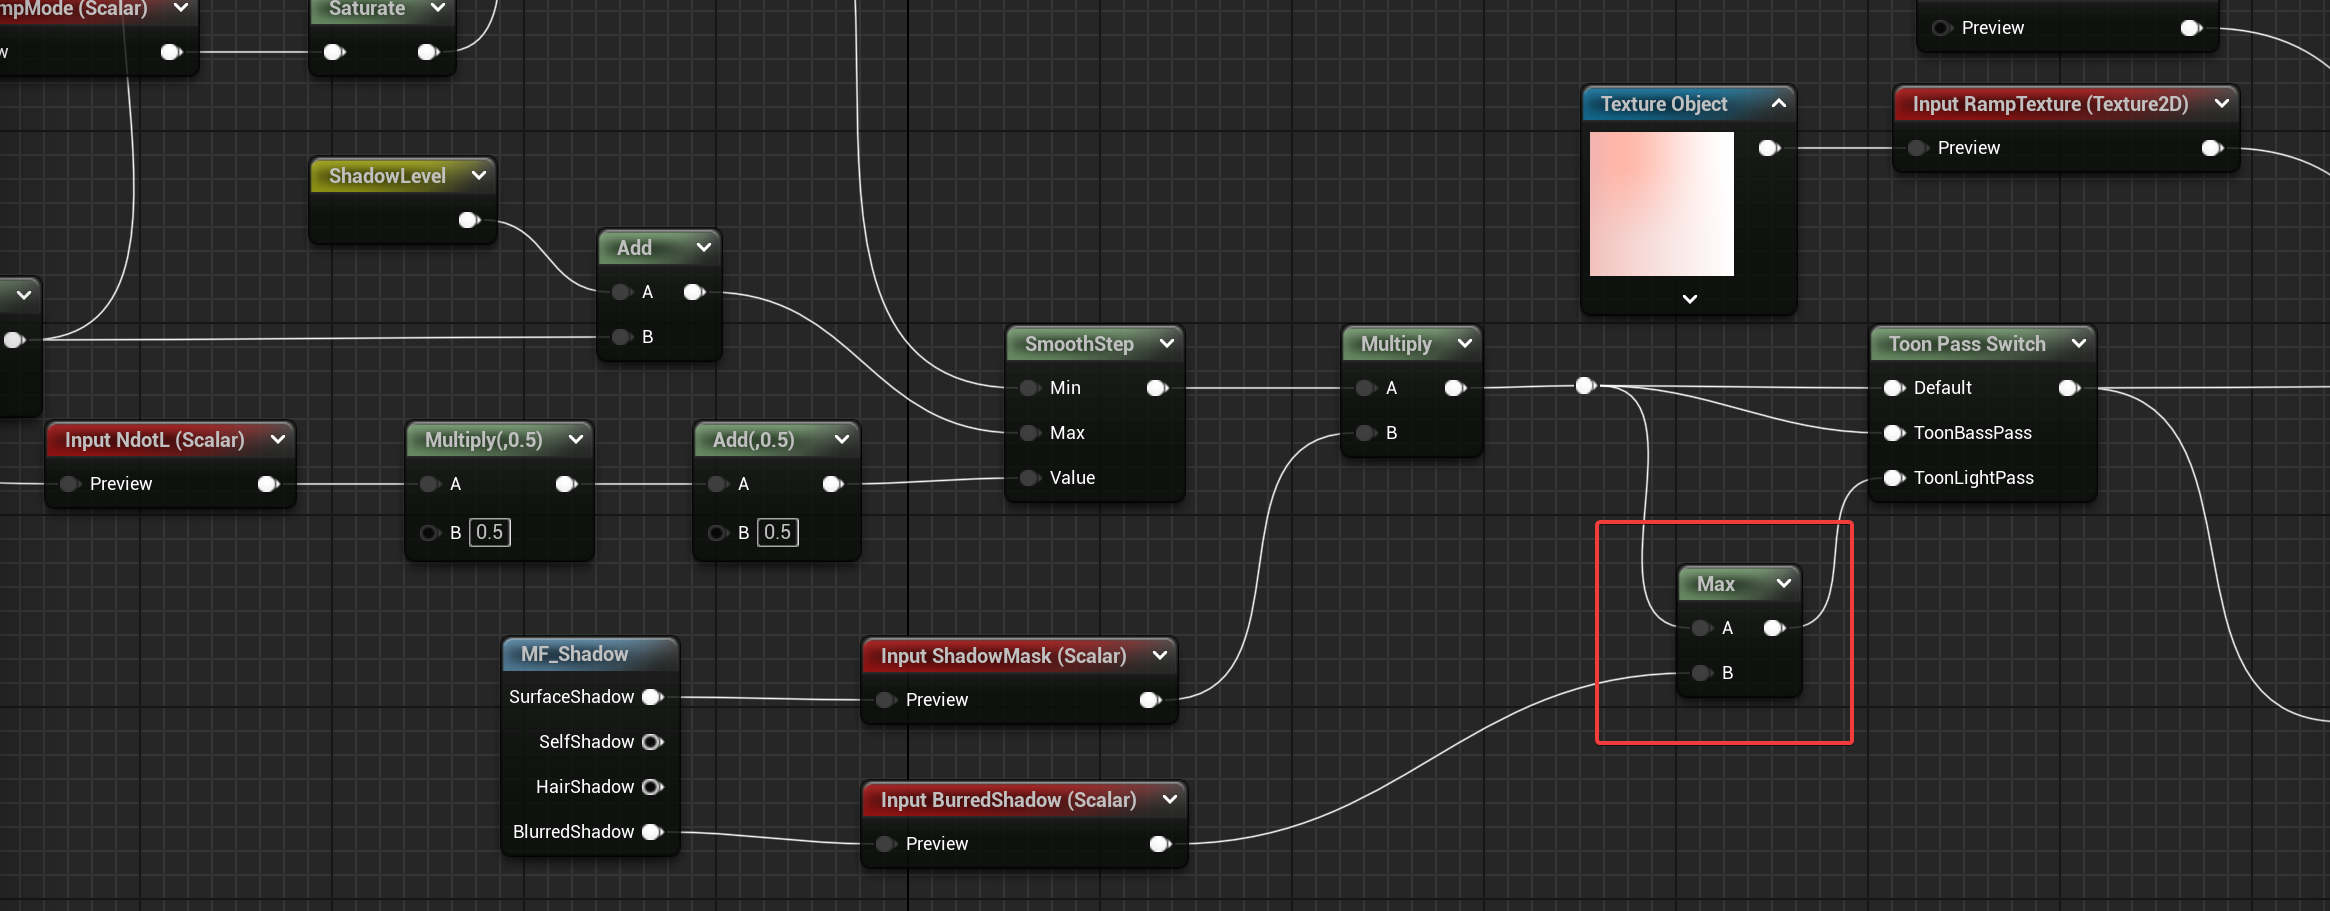 mpMode (Scalar)
Saturate
w
Preview
ShadowLevel
Texture Object
Input RampTexture (Texture2D)
Preview
Add
A
B
SmoothStep
Min
Max
Value
Multiply
A
B
Toon Pass Switch
Default
ToonBassPass
ToonLightPass
Input NdotL (Scalar)
Preview
Multiply(,0.5)
A
B 0.5
Add(,0.5)
A
B 0.5
Max
A
B
MF_Shadow
SurfaceShadow
SelfShadow
HairShadow
BlurredShadow
Input ShadowMask (Scalar)
Preview
Input BurredShadow (Scalar)
Preview